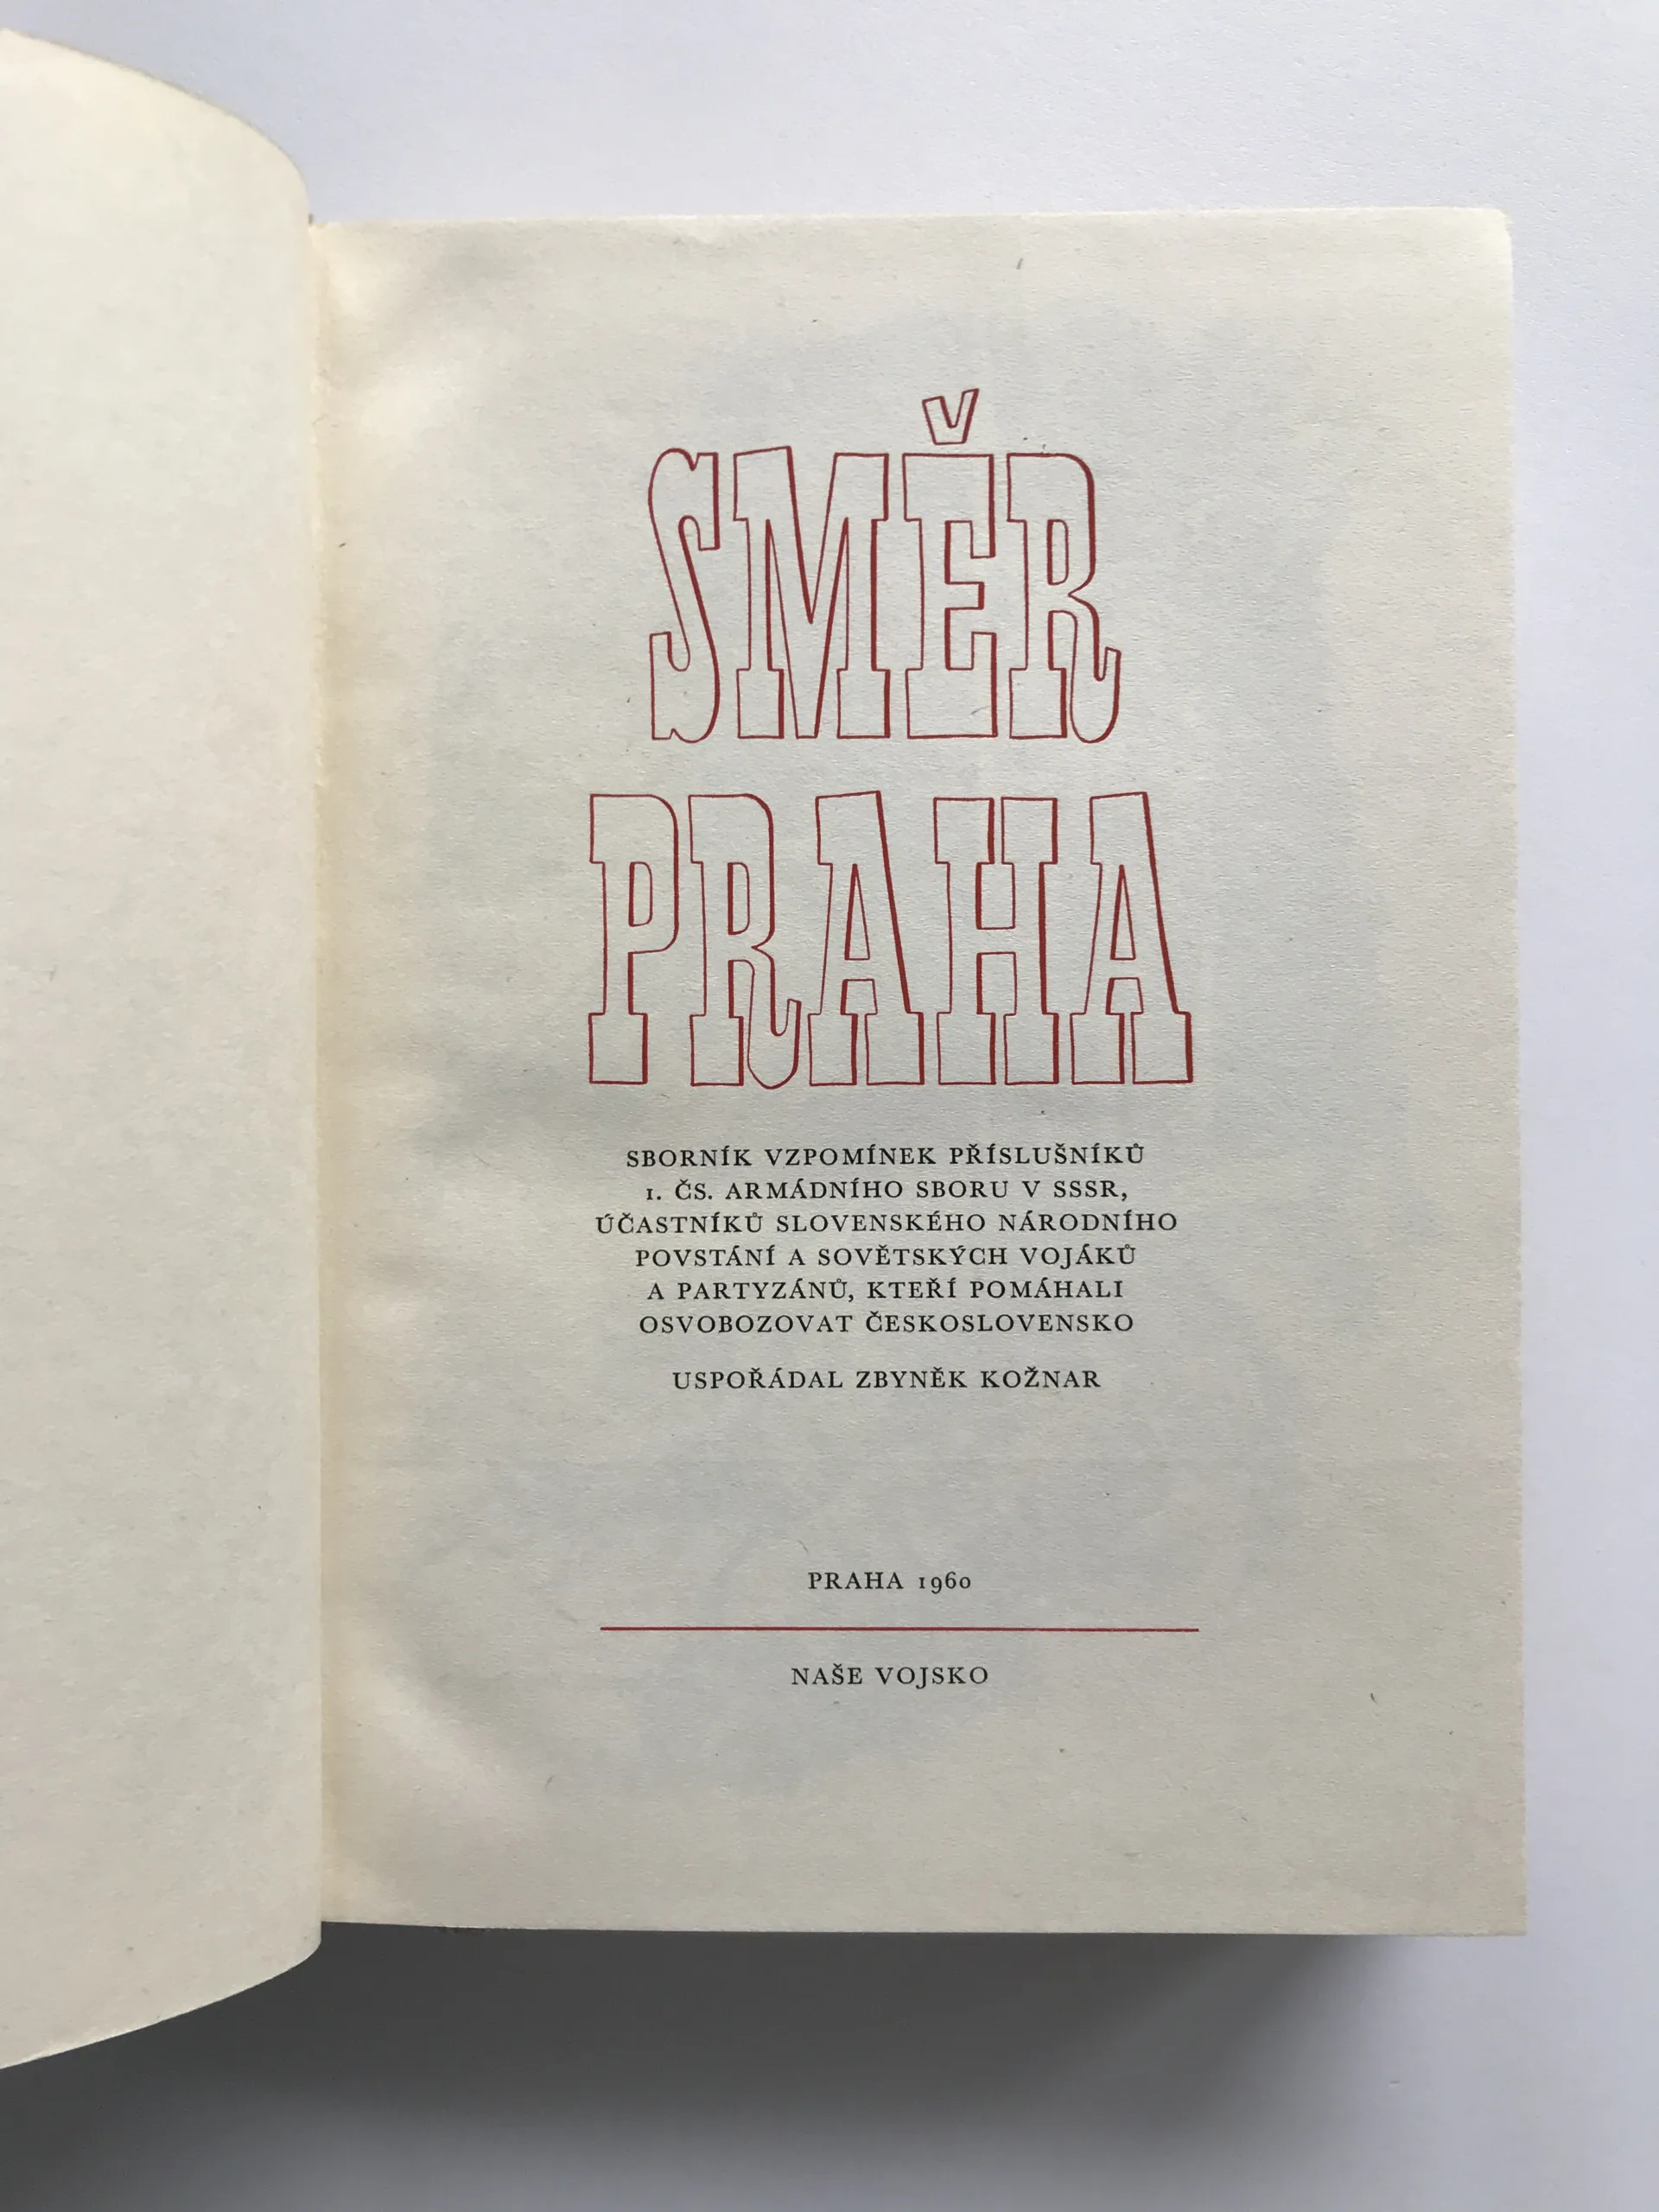 SMĚR
PRAHA
SBORNÍK VZPOMÍNEK PŘÍSLUŠNÍKŮ
1. ČS. ARMÁDNÍHO SBORU V SSSR,
ÚČASTNÍKŮ SLOVENSKÉHO NÁRODNÍHO
POVSTÁNÍ A SOVĚTSKÝCH VOJÁKŮ
A PARTYZÁNŮ, KTEŘÍ POMÁHALI
OSVOBOZOVAT ČESKOSLOVENSKO
USPOŘÁDAL ZBYNĚK KOŽNAR
PRAHA 1960
NAŠE VOJSKO